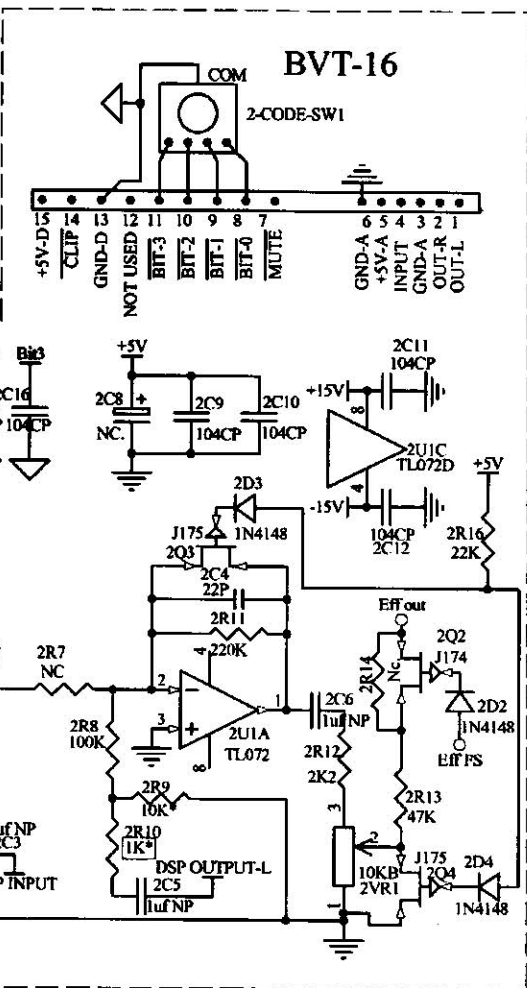 BVT-16
COM
2-CODE-SW1
15 14 13 12 11 10 9 8 7 6 5 4 3 2 1
+5V-D
CLIP
GND-D
NOT USED
BIT-3
BIT-2
BIT-1
BIT-0
MUTE
GND-A
+5V-A
INPUT
GND-A
OUT-R
OUT-L
Bit3
C16
104CP
+5V
2C8
+
NC.
2C9
104CP
2C10
104CP
2C11
104CP
+15V
8
2U1C
TL072D
4
-15V
104CP
2C12
+5V
2R16
22K
2D3
1N4148
J175
2Q3
2C4
22P
2R11
220K
2R7
NC
2
3
4
1
8
2U1A
TL072
2R8
100K
2R9
10K*
2R10
1K*
DSP OUTPUT-L
2C5
1uf NP
uf NP
C3
P INPUT
2C6
1uf NP
2R12
2K2
3
2
1
10KB
2VR1
Eff out
2R14
Nc.
2Q2
J174
2D2
1N4148
Eff FS
2R13
47K
J175
2Q4
2D4
1N4148